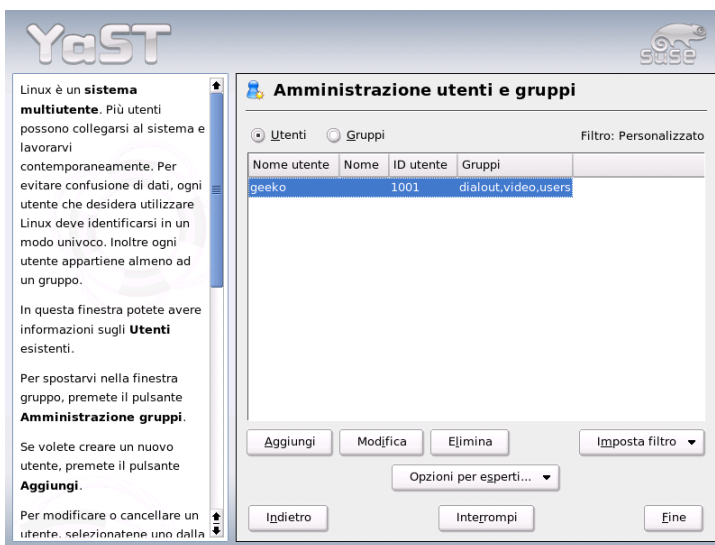 YaST
SUSE
Linux è un sistema
multiutente. Più utenti
possono collegarsi al sistema e
lavorarvi
contemporaneamente. Per
evitare confusione di dati, ogni
utente che desidera utilizzare
Linux deve identificarsi in un
modo univoco. Inoltre ogni
utente appartiene almeno ad
un gruppo.
In questa finestra potete avere
informazioni sugli Utenti
esistenti.
Per spostarvi nella finestra
gruppo, premete il pulsante
Amministrazione gruppi.
Se volete creare un nuovo
utente, premete il pulsante
Aggiungi.
Per modificare o cancellare un
utente, selezionatene uno dalla
Amministrazione utenti e gruppi
Utenti Gruppi Filtro: Personalizzato
Nome utente Nome ID utente Gruppi
geeko 1001 dialout,video,users
Aggiungi Modifica Elimina Imposta filtro
Opzioni per esperti...
Indietro Interrompi Fine